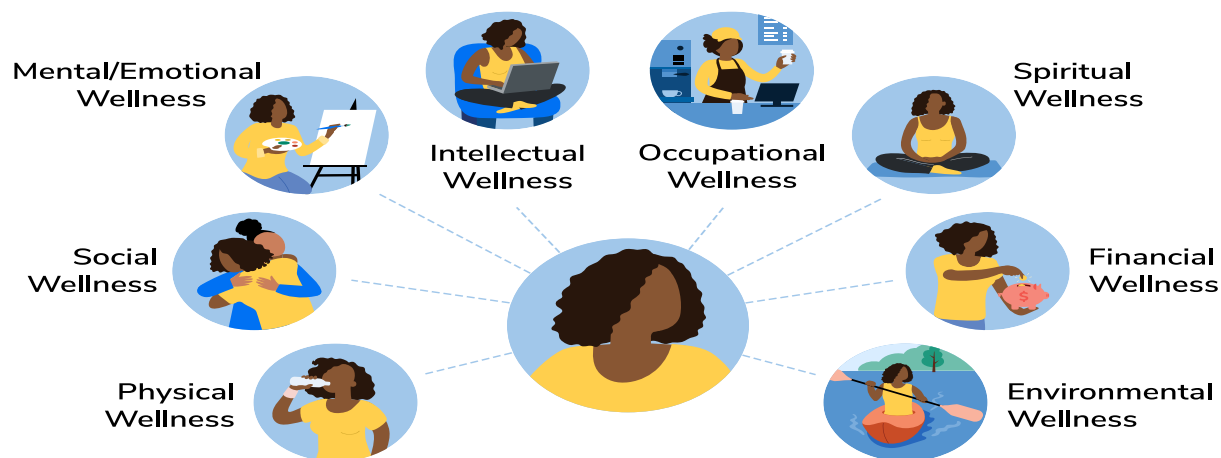 Mental/Emotional
Wellness
Intellectual
Wellness
Occupational
Wellness
Spiritual
Wellness
Social
Wellness
Financial
Wellness
$
Physical
Wellness
Environmental
Wellness